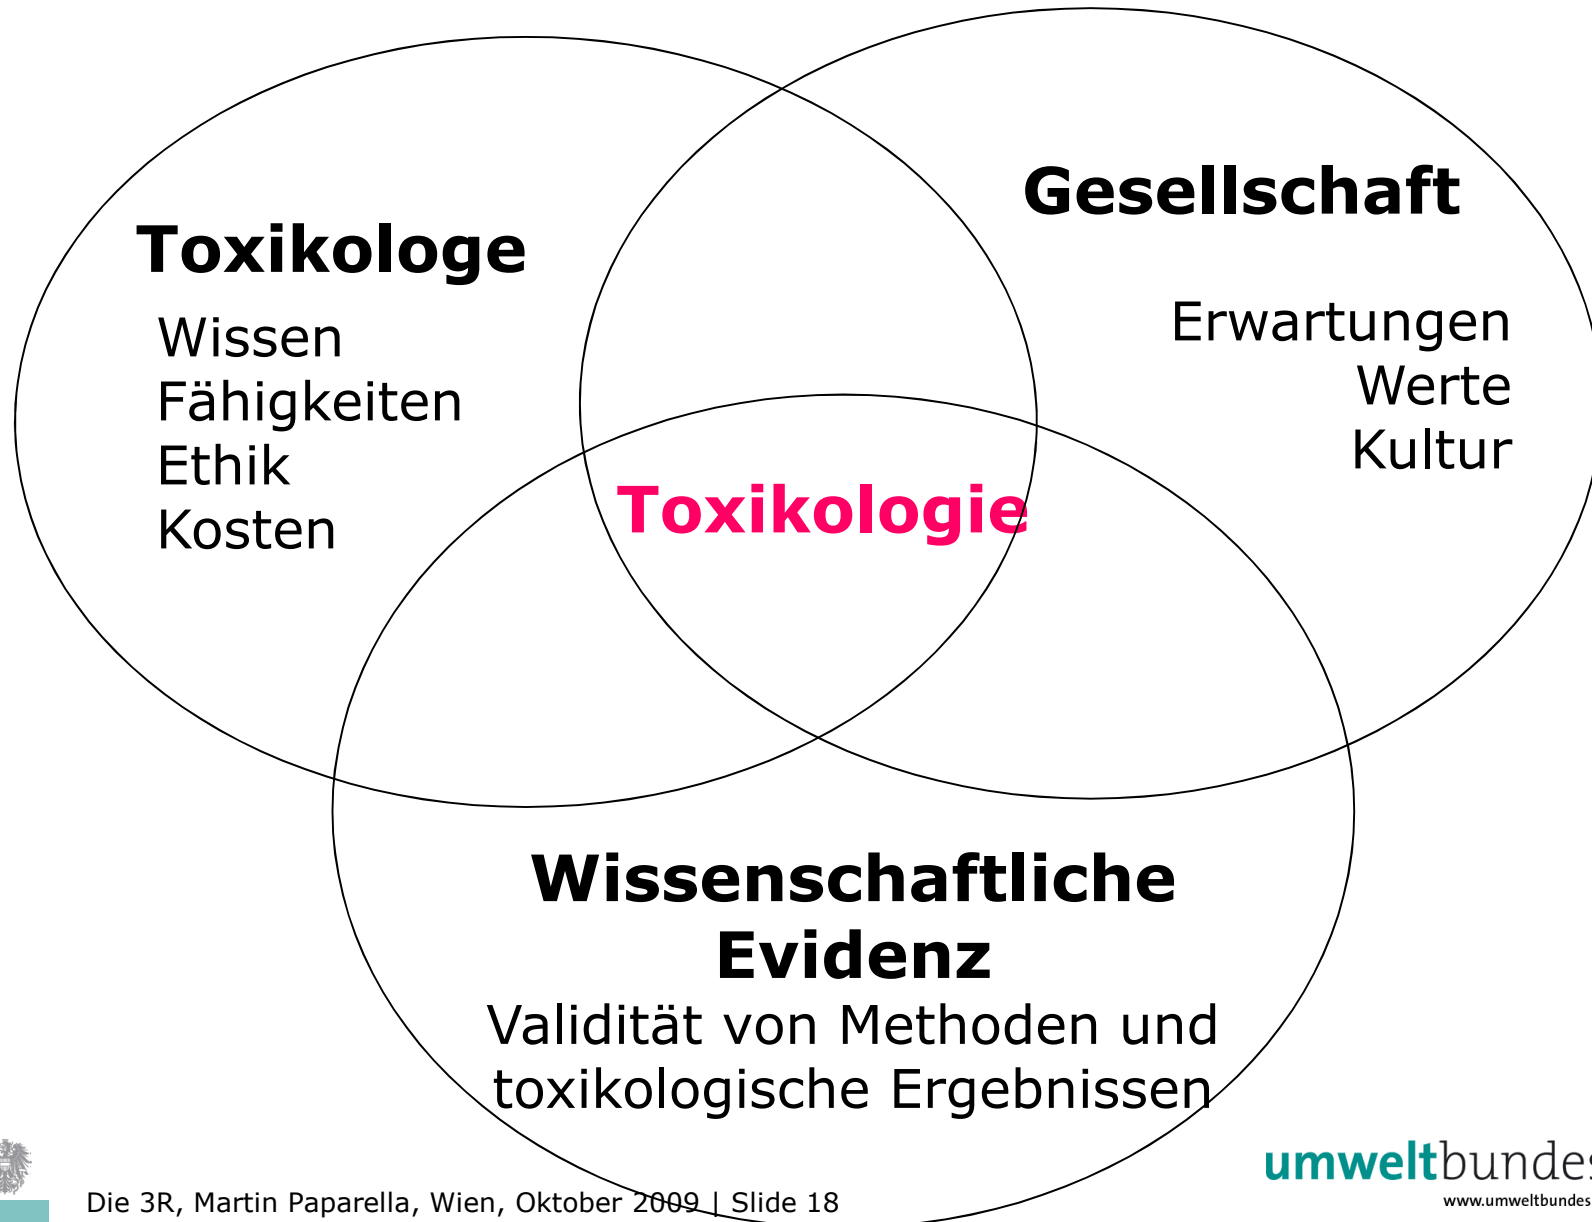 Toxikologe
Wissen
Fähigkeiten
Ethik
Kosten
Gesellschaft
Erwartungen
Werte
Kultur
Toxikologie
Wissenschaftliche
Evidenz
Validität von Methoden und
toxikologische Ergebnissen
Die 3R, Martin Paparella, Wien, Oktober 2009 | Slide 18
umweltbundes
www.umweltbundes